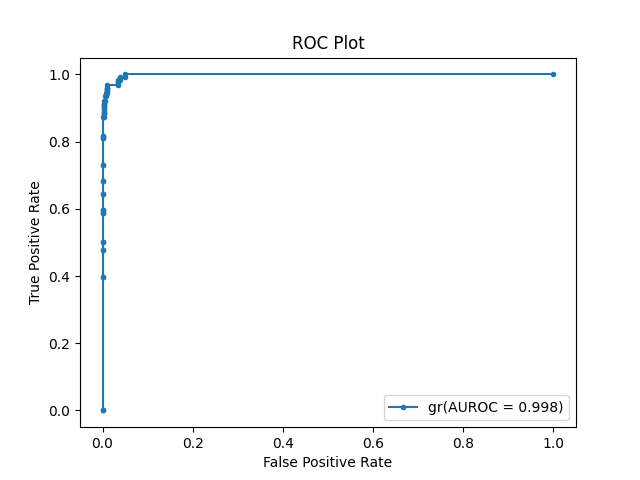 ROC Plot
True Positive Rate
1.0
0.8
0.6
0.4
0.2
0.0
gr(AUROC = 0.998)
0.0 0.2 0.4 0.6 0.8 1.0
False Positive Rate